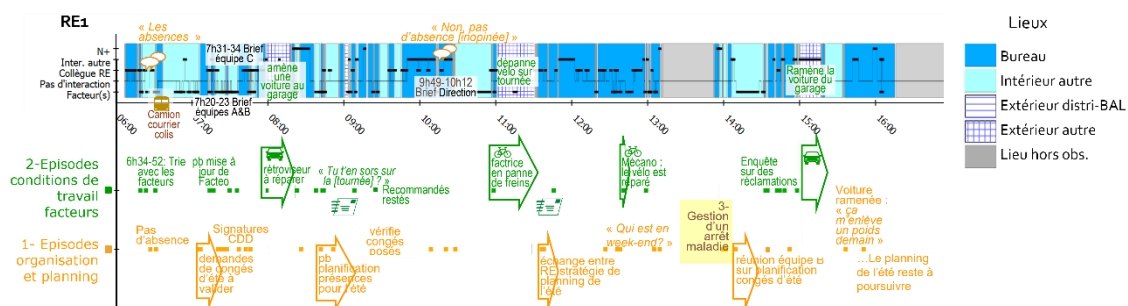 RE1
« Les
absences »
« Non, pas
d'absence [inopinée] »
N+
Inter. autre
Collègue RE
Pas d'interaction
Facteur(s)
7h31-34 Brief
équipe C
amène
une
voiture au
garage
9h49-10h12
Brief Direction
dépanne
vélo sur
tournée
Ramène la
voiture du
garage
Camion
courrier
colis
7h20-23 Brief
équipes A&B
06:00
07:00
08:00
09:00
10:00
11:00
12:00
13:00
14:00
15:00
16:00
Lieux
Bureau
Intérieur autre
Extérieur distri-BAL
Extérieur autre
Lieu hors obs.
2-Episodes
conditions de
travail
facteurs
6h34-52: Trie
avec les
facteurs
pb mise à
jour de
Facteo
rétroviseur
à réparer
« Tu t'en sors sur
la [tournée] ? »
Recommandés
restés
factrice
en panne
de freins
Mécano :
le vélo est
réparé
Enquête
sur des
réclamations
Voiture
ramenée :
« ça
m'enlève
un poids
demain »
1- Episodes
organisation
et planning
Pas
d'absence
Signatures
CDD
demandes
de congés
d'été à
valider
pb
planification
présences
pour l'été
vérifie
congés
posés
échange entre
RE stratégie de
planning de
l'été
« Qui est en
week-end? »
3-
Gestion
d'un
arrêt
maladie
réunion équipe B
sur planification
congés d'été
...Le planning
de l'été reste à
poursuivre